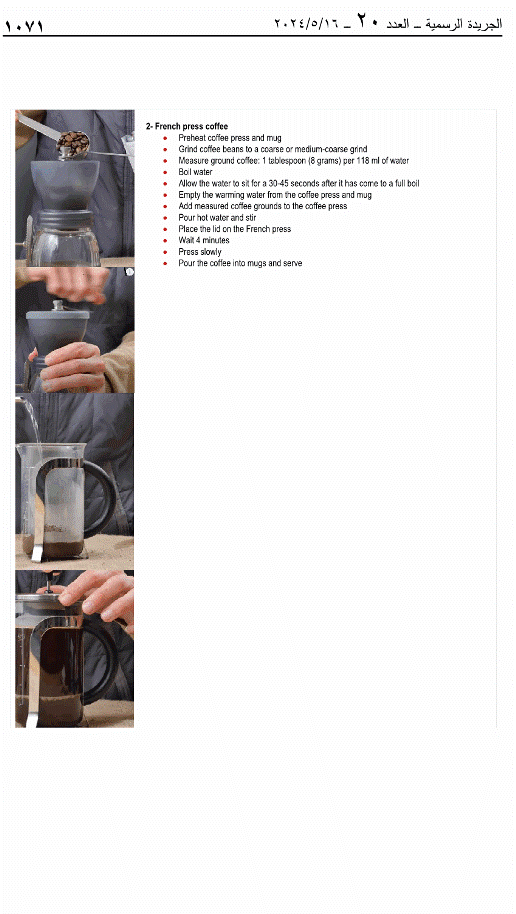 الجريدة الرسمية ـ العدد ٢٠ ـ ٢٠٢٤/٥/١٦
١٠٧١
2- French press coffee
• Preheat coffee press and mug
• Grind coffee beans to a coarse or medium-coarse grind
• Measure ground coffee: 1 tablespoon (8 grams) per 118 ml of water
• Boil water
• Allow the water to sit for a 30-45 seconds after it has come to a full boil
• Empty the warming water from the coffee press and mug
• Add measured coffee grounds to the coffee press
• Pour hot water and stir
• Place the lid on the French press
• Wait 4 minutes
• Press slowly
• Pour the coffee into mugs and serve